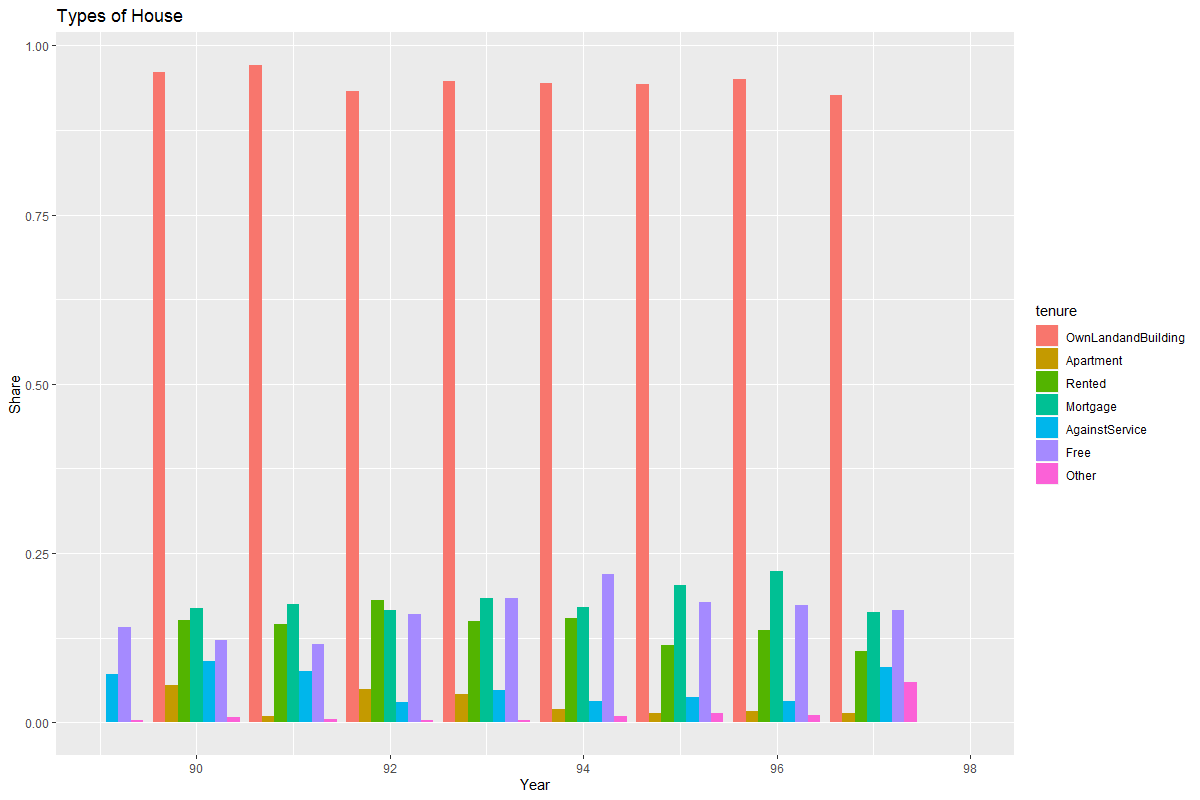 Types of House
1.00
0.75
0.50
0.25
0.00
Share
90
92
94
96
98
Year
tenure
OwnLandandBuilding
Apartment
Rented
Mortgage
AgainstService
Free
Other